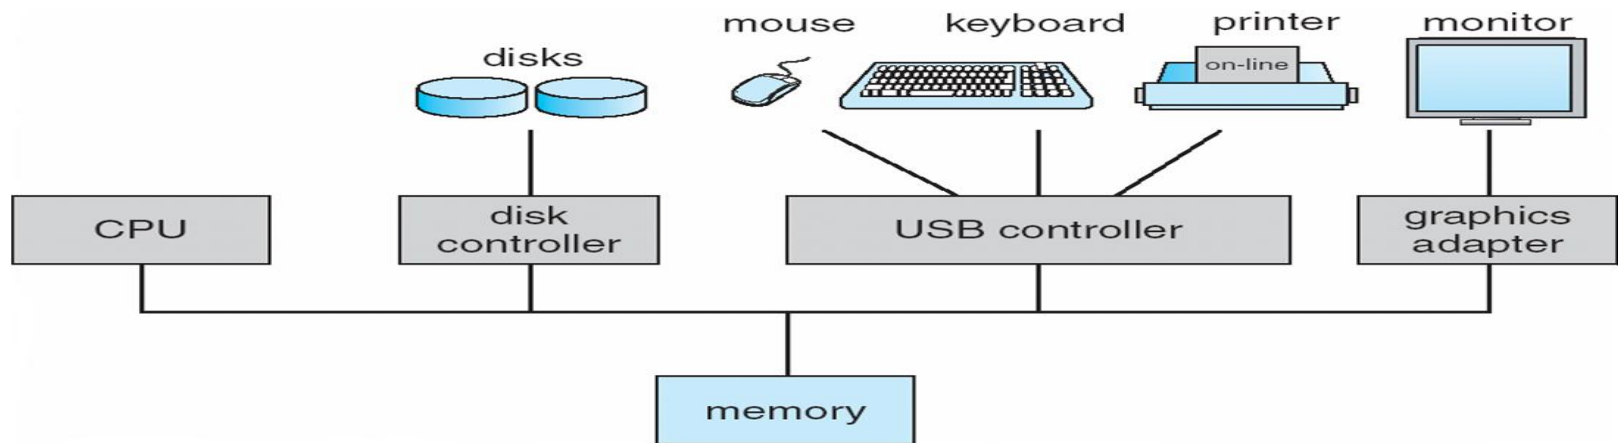 mouse
keyboard
printer
monitor
disks
on-line
CPU
disk
controller
USB controller
graphics
adapter
memory